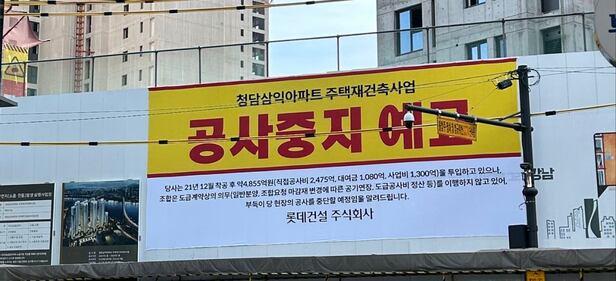 청담삼익아파트 주택재건축사업
공사중지 예고
당사는 21년 12월 착공 후 약4,855억원(직접공사비 2,475억, 대여금 1,080억, 사업비 1,300억)을 투입하고 있으나,
조합은 도급계약상의 의무(일반분양, 조합요청 마감재 변경에 따른 공기연장, 도급공사비 정산 등)를 이행하지 않고 있어,
부득이 당 현장의 공사를 중단할 예정임을 알려드립니다.
롯데건설 주식회사
강남